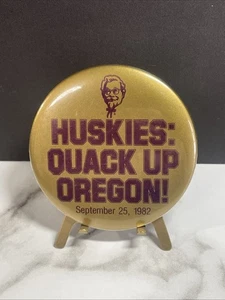 HUSKIES:
QUACK UP
OREGON!
September 25, 1982